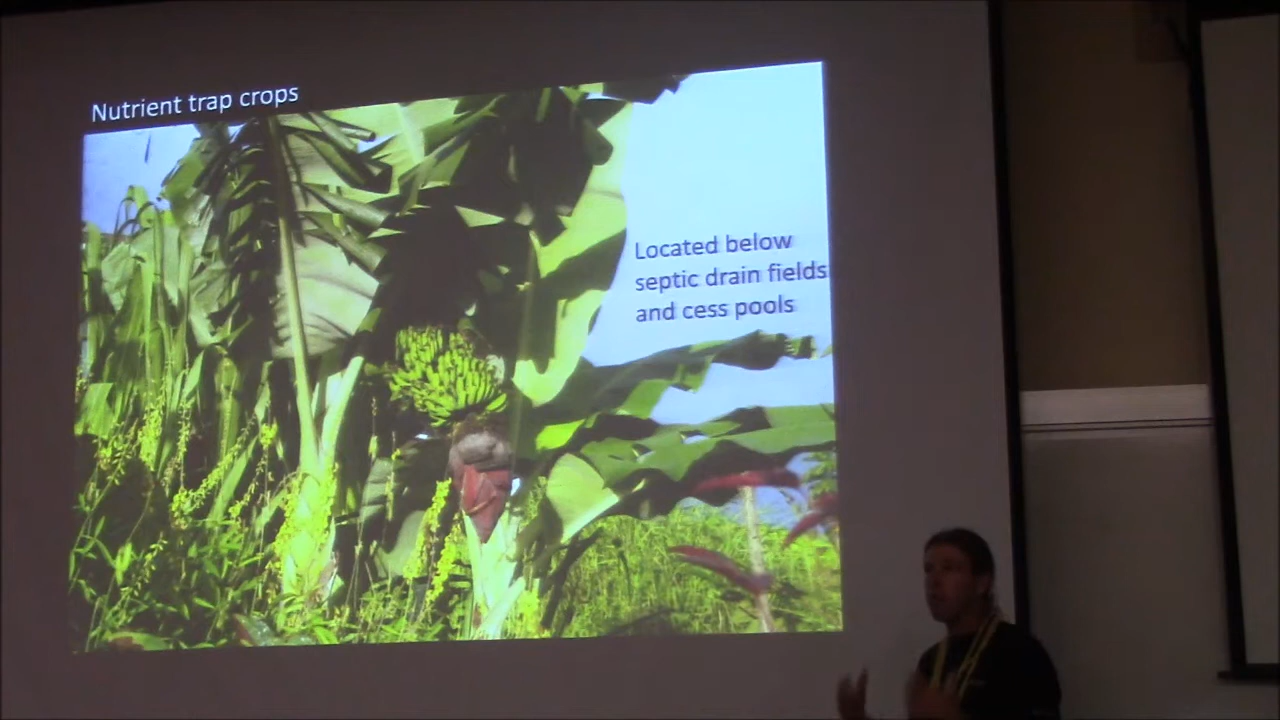 Nutrient trap crops
Located below
septic drain fields
and cess pools